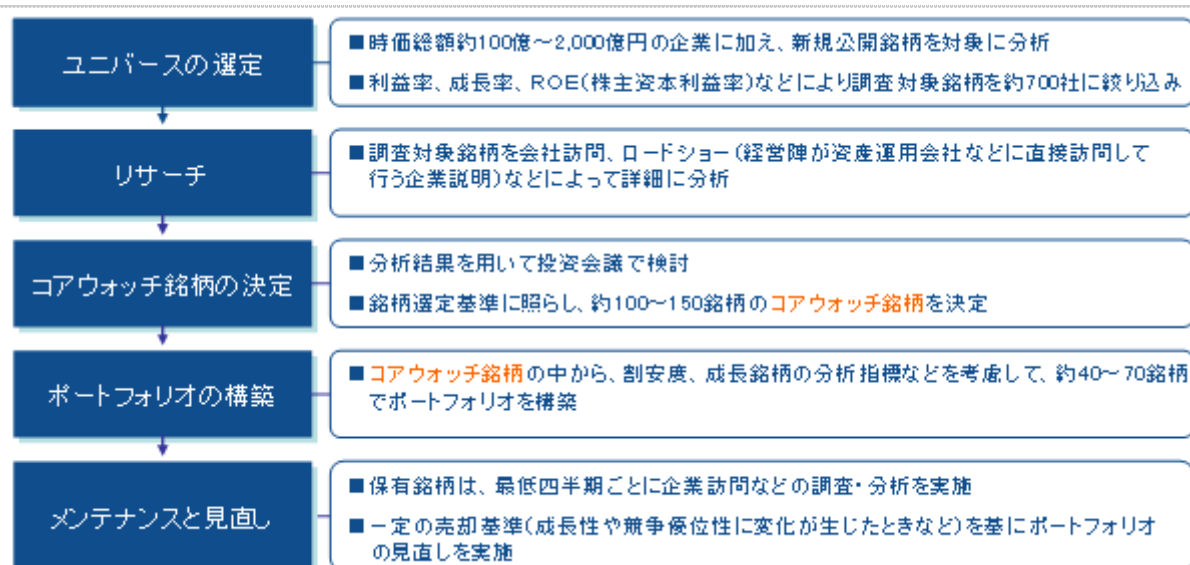 ユニバースの選定
■時価総額約100億～2,000億円の企業に加え、新規公開銘柄を対象に分析
■利益率、成長率、ROE(株主資本利益率)などにより調査対象銘柄を約700社に絞り込み
リサーチ
■調査対象銘柄を会社訪問、ロードショー(経営陣が資産運用会社などに直接訪問して
行う企業説明)などによって詳細に分析
コアウォッチ銘柄の決定
■分析結果を用いて投資会議で検討
■銘柄選定基準に照らし、約100～150銘柄のコアウォッチ銘柄を決定
ポートフォリオの構築
■コアウォッチ銘柄の中から、割安度、成長銘柄の分析指標などを考慮して、約40～70銘柄
でポートフォリオを構築
メンテナンスと見直し
■保有銘柄は、最低四半期ごとに企業訪問などの調査・分析を実施
■一定の売却基準(成長性や競争優位性に変化が生じたときなど)を基にポートフォリオ
の見直しを実施